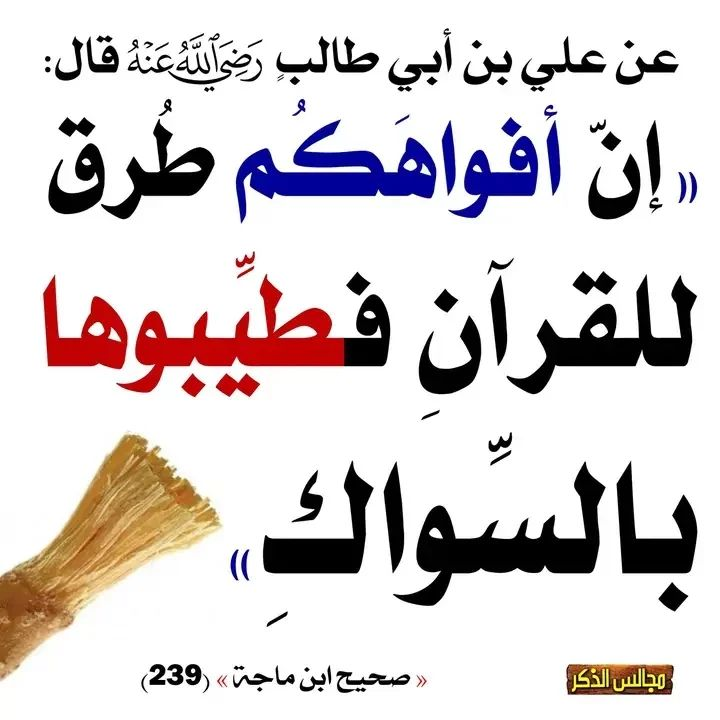 عن علي بن أبي طالبٍ رَضِيَ اللَّهُ عَنْهُ قال:
(( إنّ أفواهَكُم طُرق
للقرآنِ فطيِّبوها
بالسِّواكِ ))
« صحيح ابن ماجة » (239)
مجالس الذكر